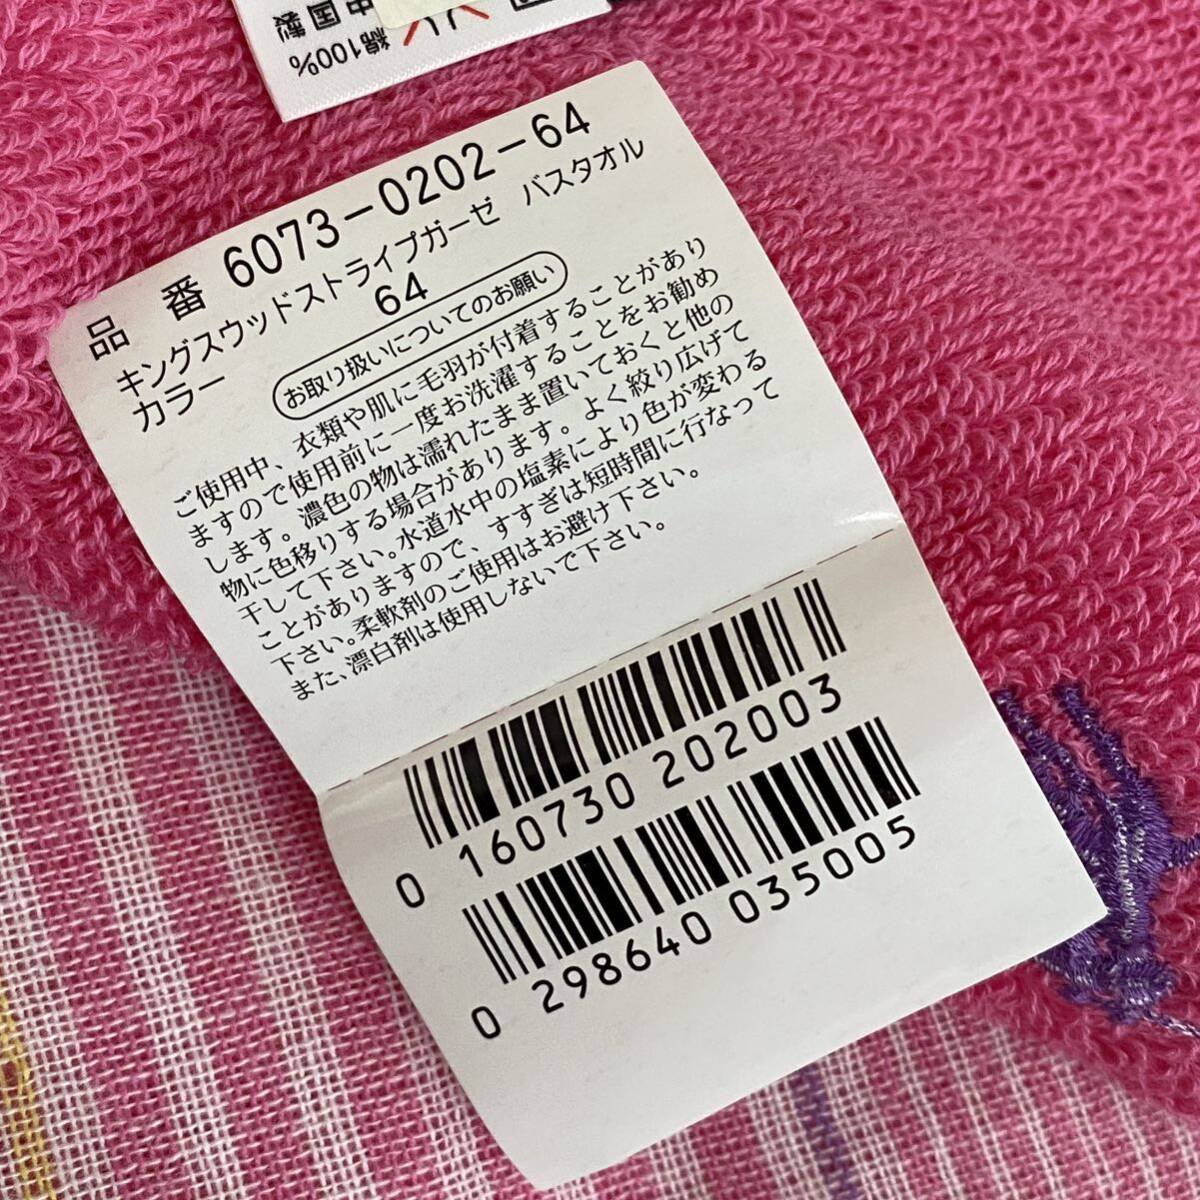 綿100%
中国製
品番 6073-0202-64
キングスウッドストライプガーゼ バスタオル
カラー 64
お取り扱いについてのお願い
ご使用中、衣類や肌に毛羽が付着することがあり
ますので使用前に一度お洗濯することをお勧め
します。濃色の物は濡れたまま置いておくと他の
物に色移りする場合があります。よく絞り広げて
干して下さい。水道水中の塩素により色が変わる
ことがありますので、すすぎは短時間に行なって
下さい。柔軟剤のご使用はお避け下さい。
また、漂白剤は使用しないで下さい。
0 160730 202003
0 298640 035005